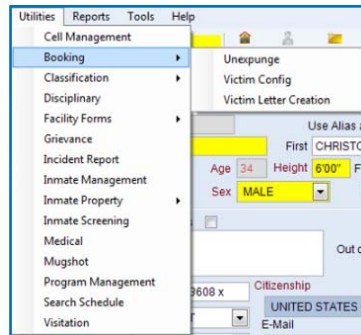 Utilities Reports Tools Help
Cell Management
Booking
Classification
Disciplinary
Facility Forms
Grievance
Incident Report
Inmate Management
Inmate Property
Inmate Screening
Medical
Mugshot
Program Management
Search Schedule
Visitation
Unexpunge
Victim Config
Victim Letter Creation
Use Alias
First CHRISTO
Age 34 Height 6'00" F
Sex MALE
Out o
3608 x Citizenship
UNITED STATES
E-Mail